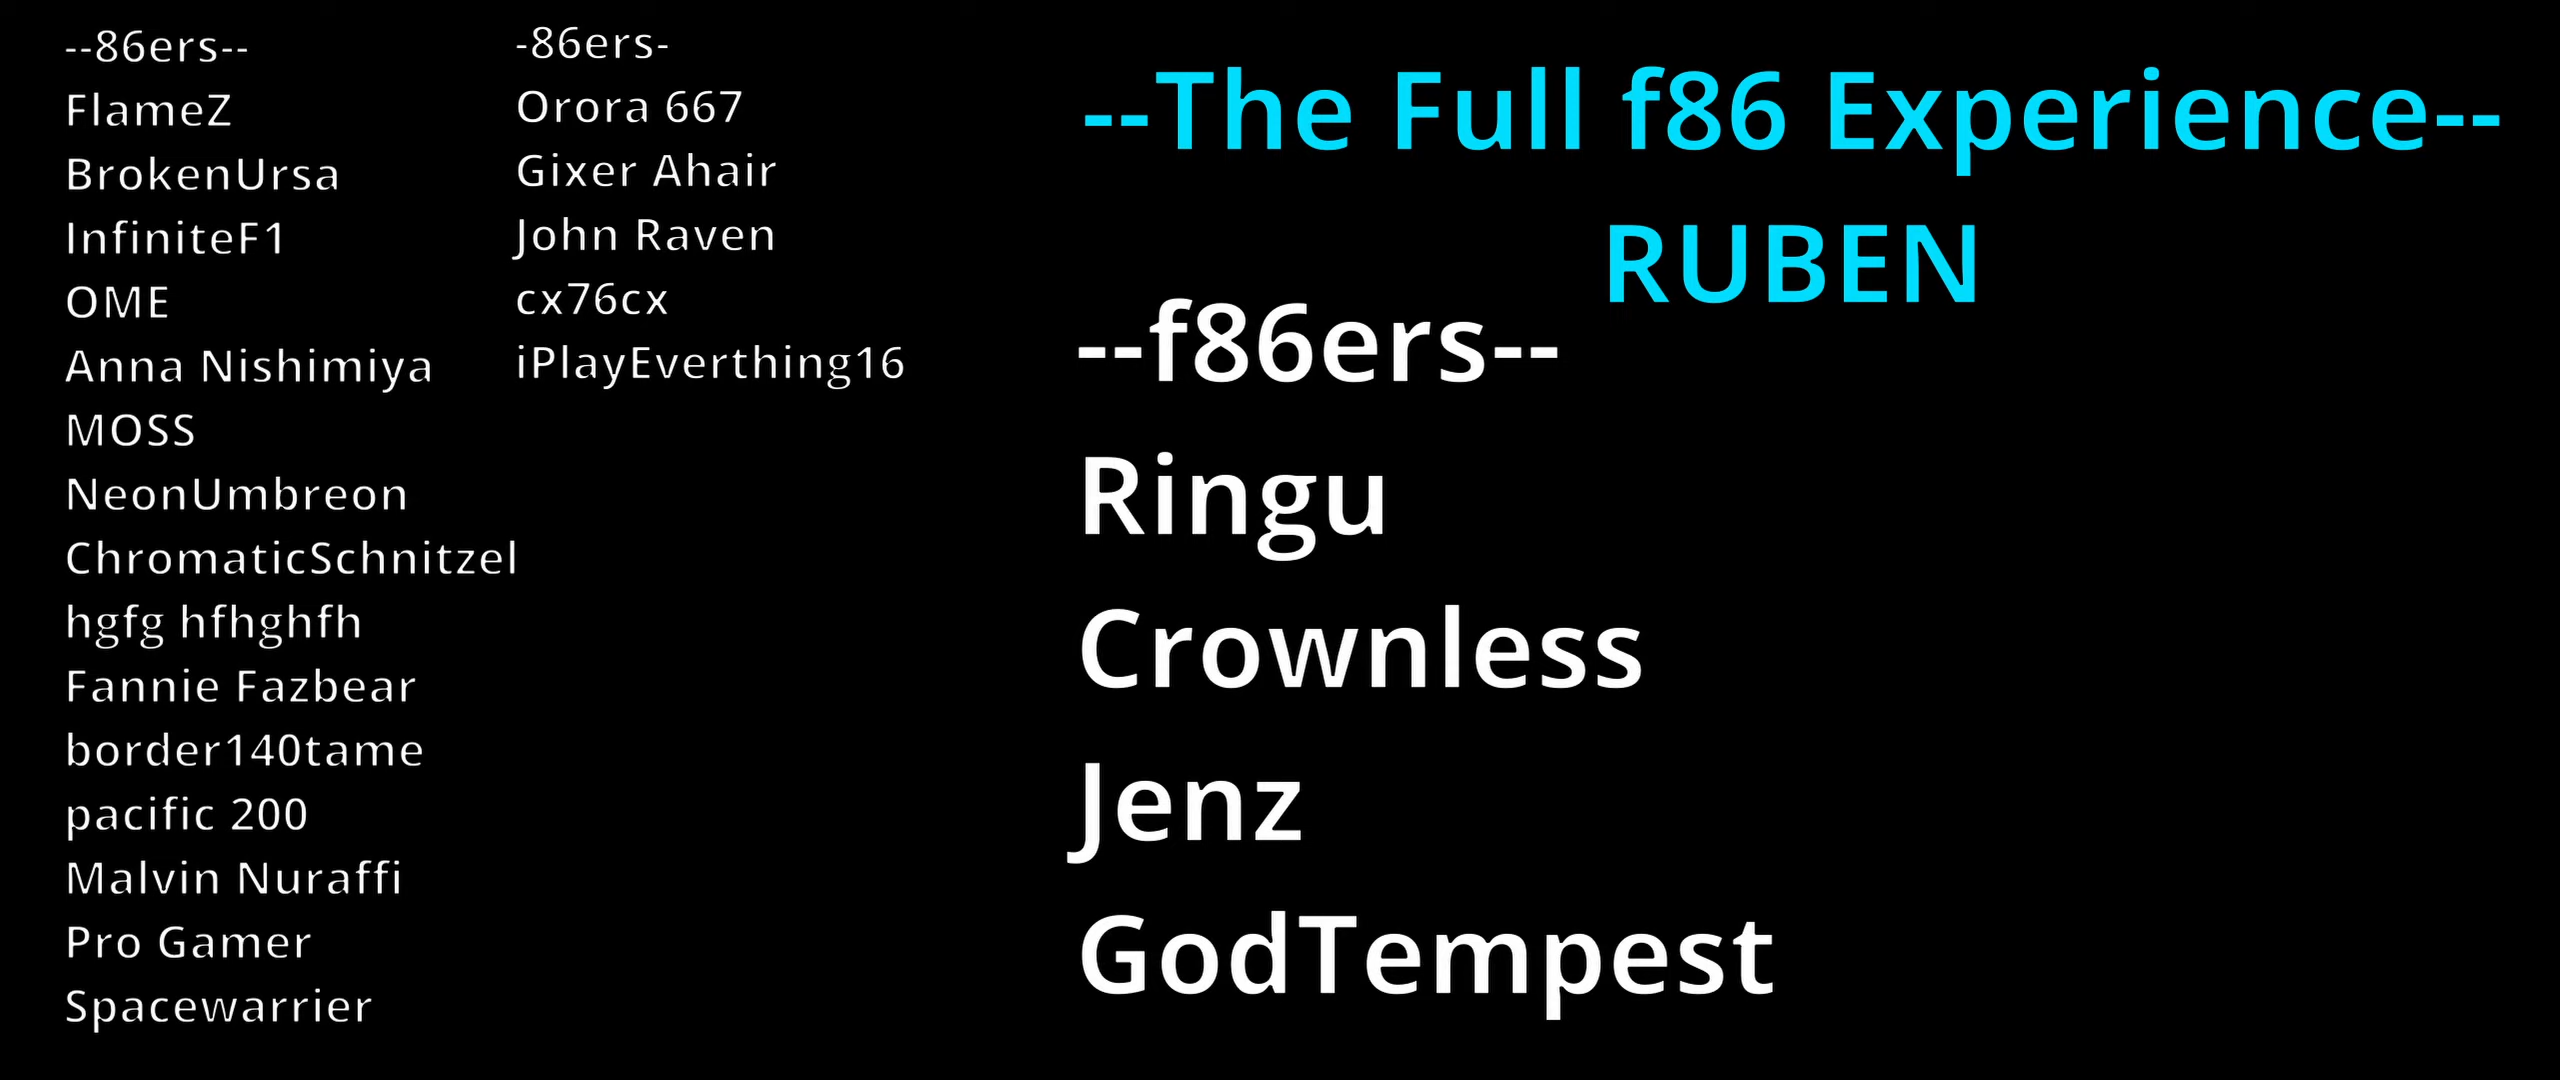 --86ers--
FlameZ
BrokenUrsa
InfiniteF1
OME
Anna Nishimiya
MOSS
NeonUmbreon
ChromaticSchnitzel
hgfg hfhghfh
Fannie Fazbear
border140tame
pacific 200
Malvin Nuraffi
Pro Gamer
Spacewarrier
-86ers-
Orora 667
Gixer Ahair
John Raven
cx76cx
iPlayEverthing16
--The Full f86 Experience--
RUBEN
--f86ers--
Ringu
Crownless
Jenz
GodTempest